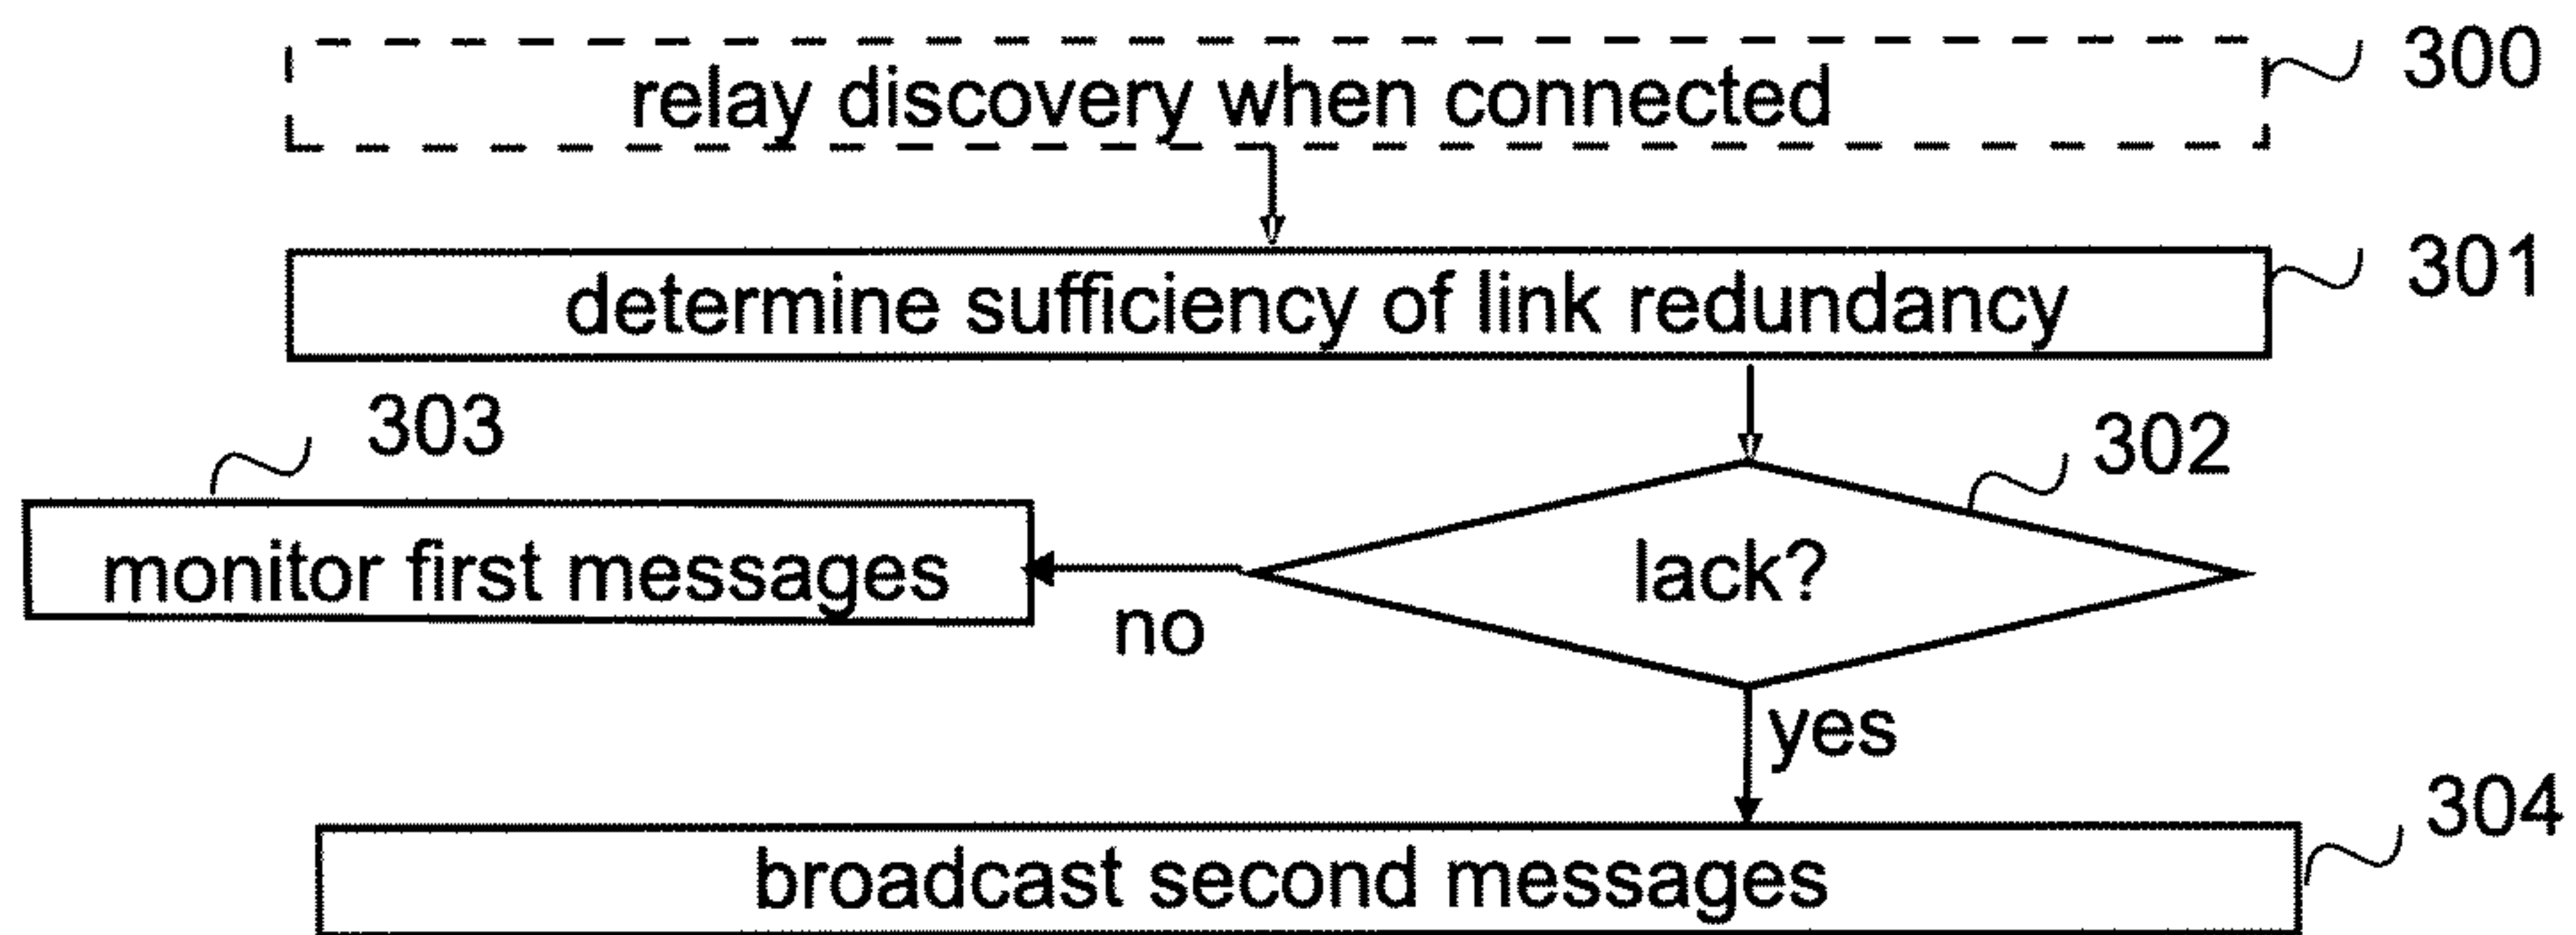 relay discovery when connected
300
determine sufficiency of link redundancy
301
303
302
monitor first messages
lack?
no
yes
304
broadcast second messages